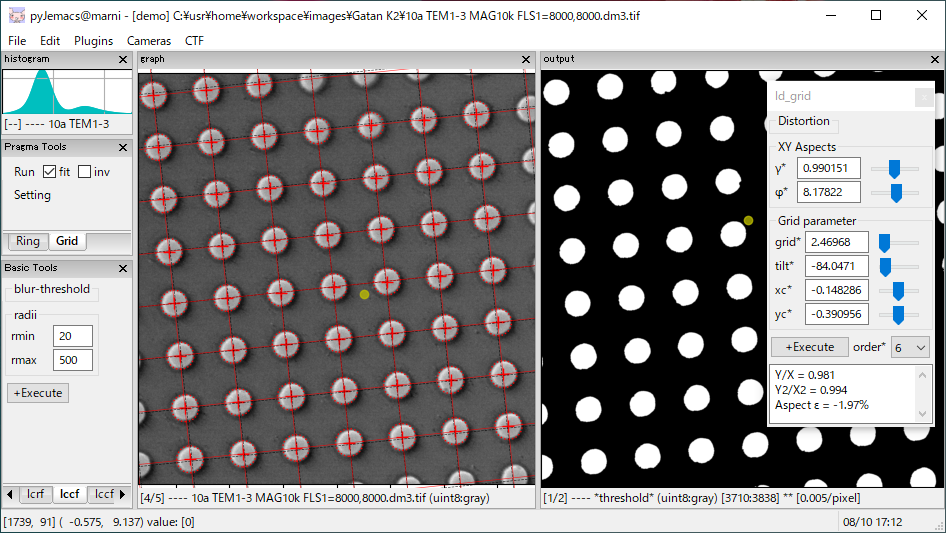 pyJemacs@marni - [demo] C:¥usr¥home¥workspace¥images¥Gatan K2¥10a TEM1-3 MAG10k FLS1=8000,8000.dm3.tif
File Edit Plugins Cameras CTF
histogram
[--] ---- 10a TEM1-3
Pragma Tools
Run fit inv
Setting
Ring Grid
Basic Tools
blur-threshold
radii
rmin 20
rmax 500
+Execute
lcrf lccf lccf
graph
[4/5] ---- 10a TEM1-3 MAG10k FLS1=8000,8000.dm3.tif (uint8:gray)
output
[1/2] ---- *threshold* (uint8:gray) [3710:3838] ** [0.005/pixel]
ld_grid
Distortion
XY Aspects
γ* 0.990151
φ* 8.17822
Grid parameter
grid* 2.46968
tilt* -84.0471
xc* -0.148286
yc* -0.390956
+Execute order* 6
Y/X = 0.981
Y2/X2 = 0.994
Aspect ε = -1.97%
[1739, 91] ( -0.575, 9.137) value: [0]
08/10 17:12